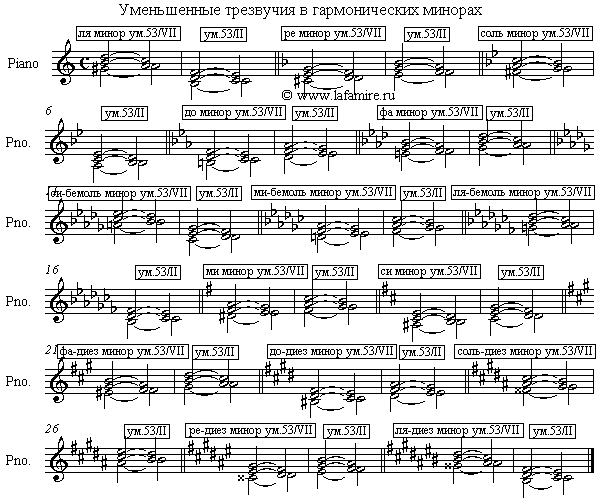 Уменьшенные трезвучия в гармонических минорах
ля минор ум.53/VII ум.53/II ре минор ум.53/VII ум.53/II соль минор ум.53/VII
Piano
© www.lafamire.ru
6 ум.53/II до минор ум.53/VII ум.53/II фа минор ум.53/VII ум.53/II
Pno.
си-бемоль минор ум.53/VII ум.53/II ми-бемоль минор ум.53/VII ум.53/II ля-бемоль минор ум.53/VII
Pno.
16 ум.53/II ми минор ум.53/VII ум.53/II си минор ум.53/VII ум.53/II
Pno.
21 фа-диез минор ум.53/VII ум.53/II до-диез минор ум.53/VII ум.53/II соль-диез минор ум.53/VII
Pno.
26 ум.53/II ре-диез минор ум.53/VII ум.53/II ля-диез минор ум.53/VII ум.53/II
Pno.